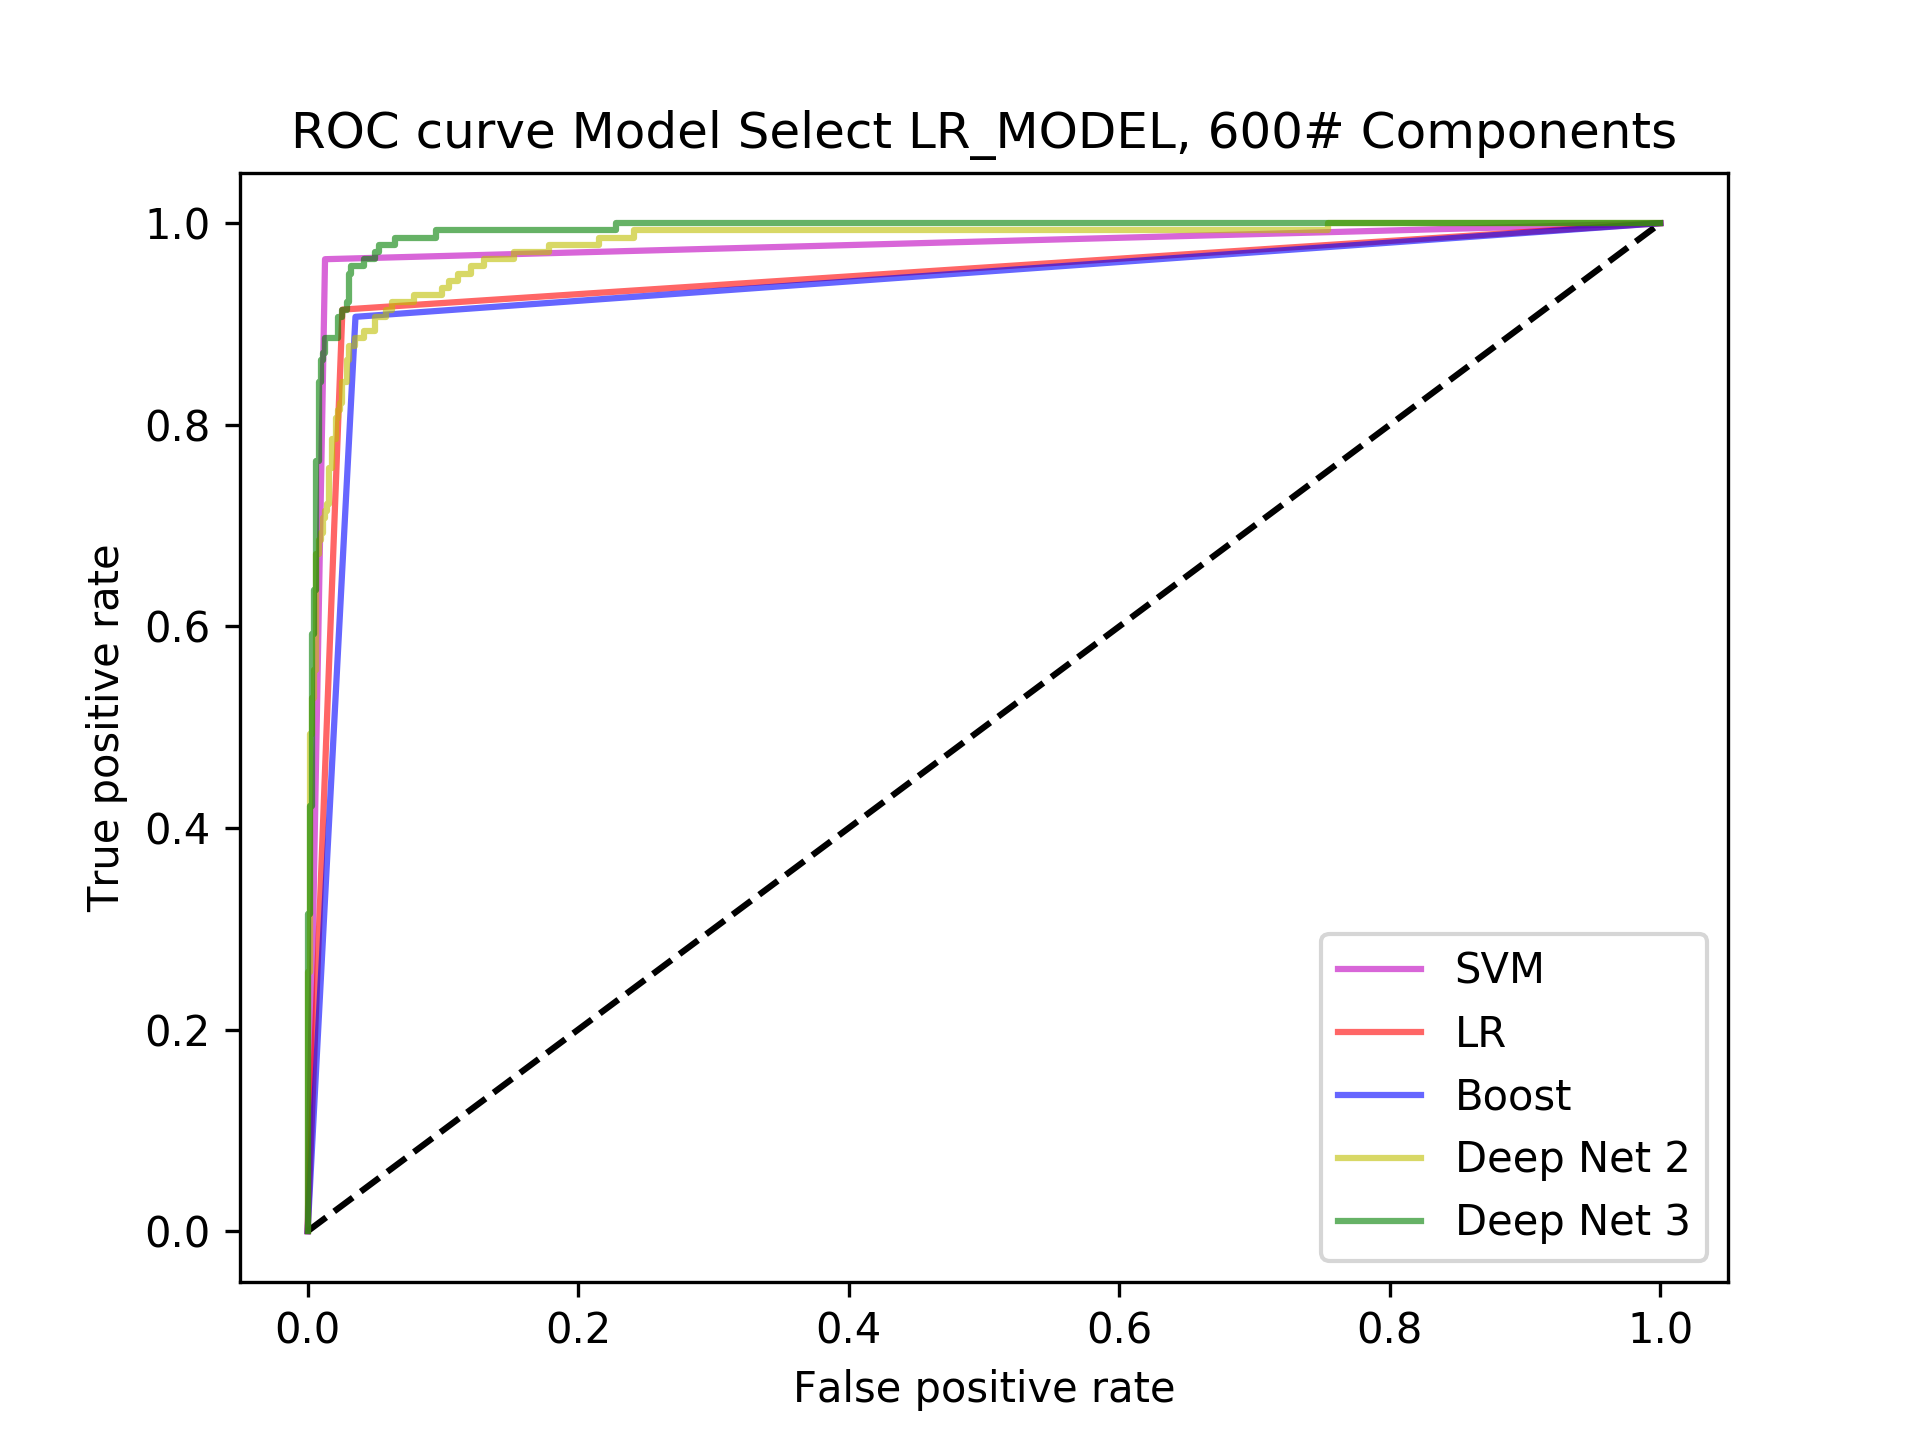 ROC curve Model Select LR_MODEL, 600# Components
True positive rate
1.0
0.8
0.6
0.4
0.2
0.0
0.0 0.2 0.4 0.6 0.8 1.0
False positive rate
SVM
LR
Boost
Deep Net 2
Deep Net 3